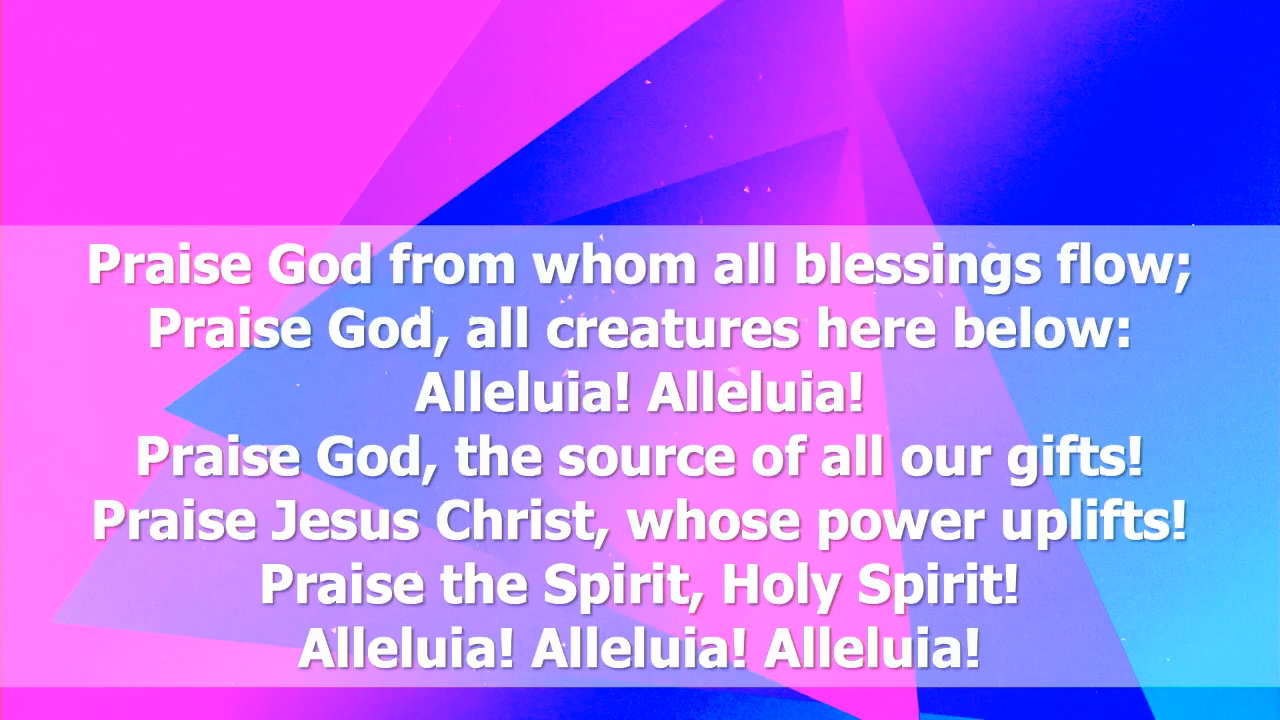 Praise God from whom all blessings flow;
Praise God, all creatures here below:
Alleluia! Alleluia!
Praise God, the source of all our gifts!
Praise Jesus Christ, whose power uplifts!
Praise the Spirit, Holy Spirit!
Alleluia! Alleluia! Alleluia!